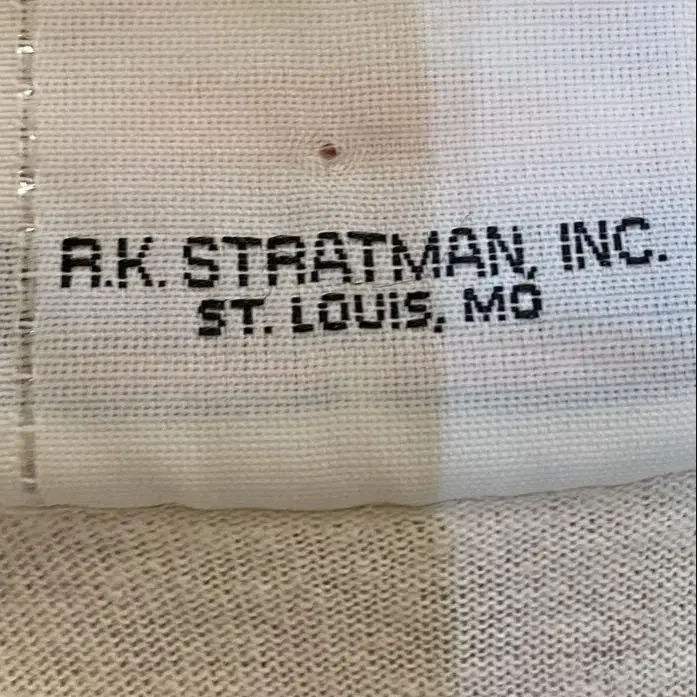 R.K. STRATMAN, INC.
ST. LOUIS, MO